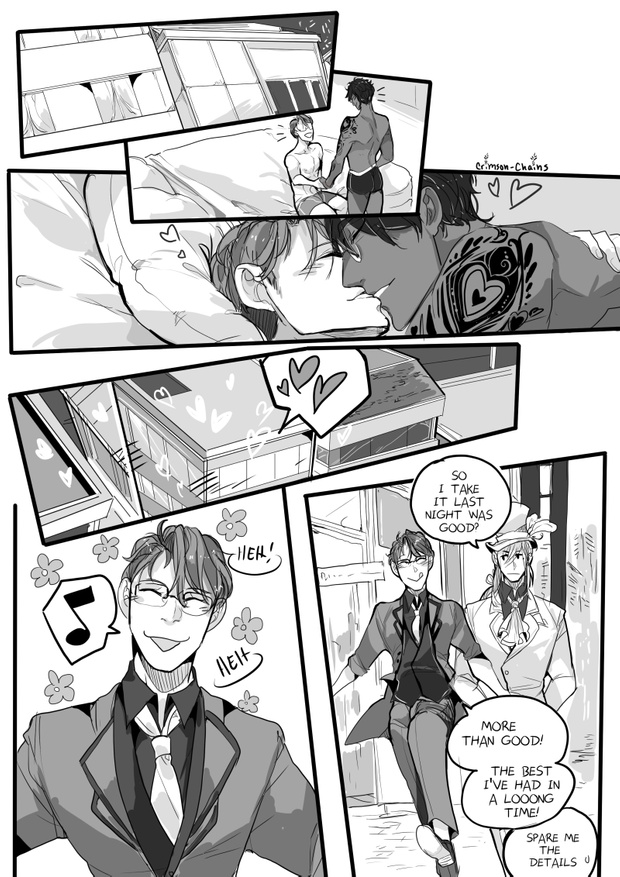 Crimson-Chains
SO
I TAKE
IT LAST
NIGHT WAS
GOOD?
HEH!
HEH
MORE
THAN GOOD!
THE BEST
I'VE HAD IN
A LOOONG
TIME!
SPARE ME
THE
DETAILS